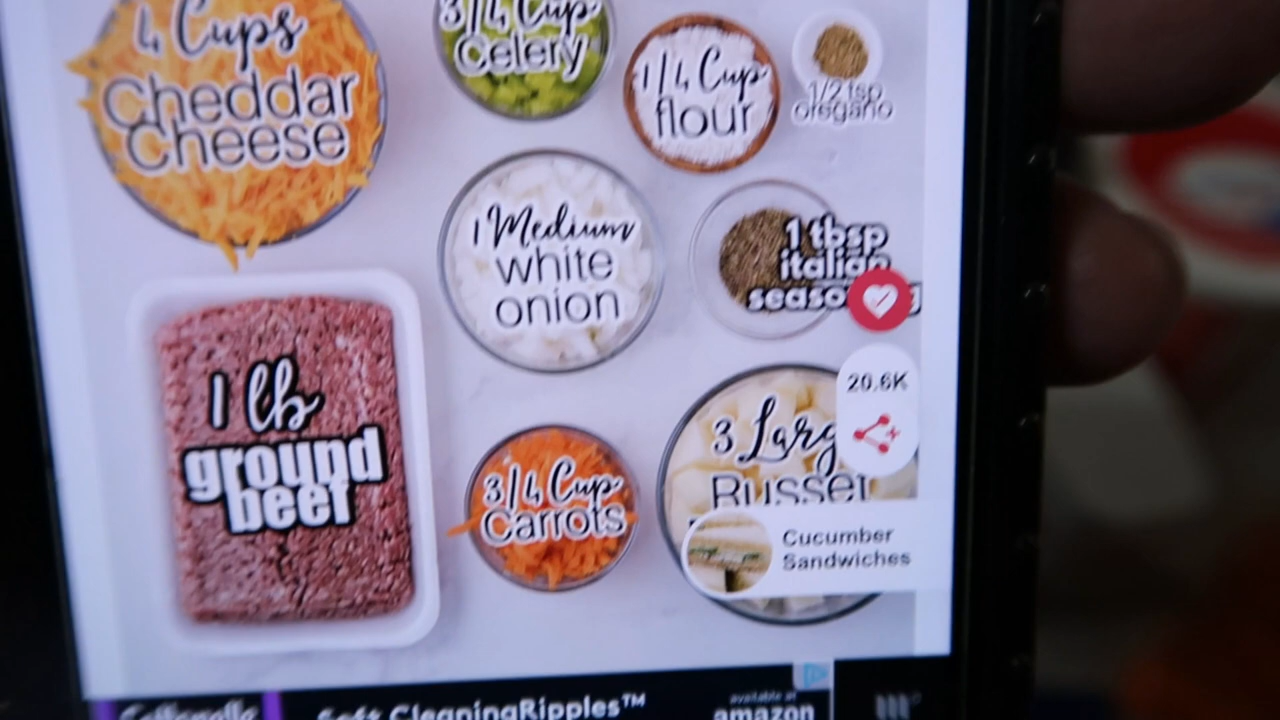 4 Cups
Cheddar
Cheese
3/4 Cup
Celery
1/4 Cup
flour
1/2 tsp
oregano
1 Medium
white
onion
1 tbsp
italian
1 lb
ground
beef
3/4 Cup
Carrots
3
20.6K
Cucumber
Sandwiches
CleaningRipples™
available at
amazon